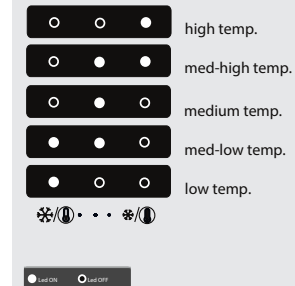 high temp.
med-high temp.
medium temp.
med-low temp.
low temp.
Led ON Led OFF